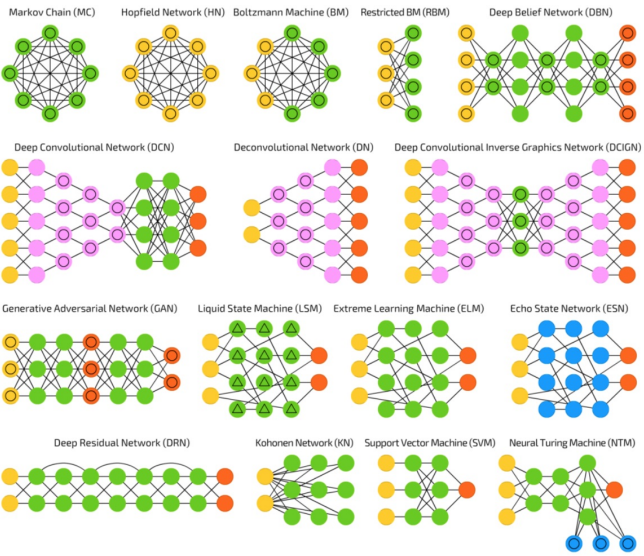 Markov Chain (MC)
Hopfield Network (HN)
Boltzmann Machine (BM)
Restricted BM (RBM)
Deep Belief Network (DBN)
Deep Convolutional Network (DCN)
Deconvolutional Network (DN)
Deep Convolutional Inverse Graphics Network (DCIGN)
Generative Adversarial Network (GAN)
Liquid State Machine (LSM)
Extreme Learning Machine (ELM)
Echo State Network (ESN)
Deep Residual Network (DRN)
Kohonen Network (KN)
Support Vector Machine (SVM)
Neural Turing Machine (NTM)